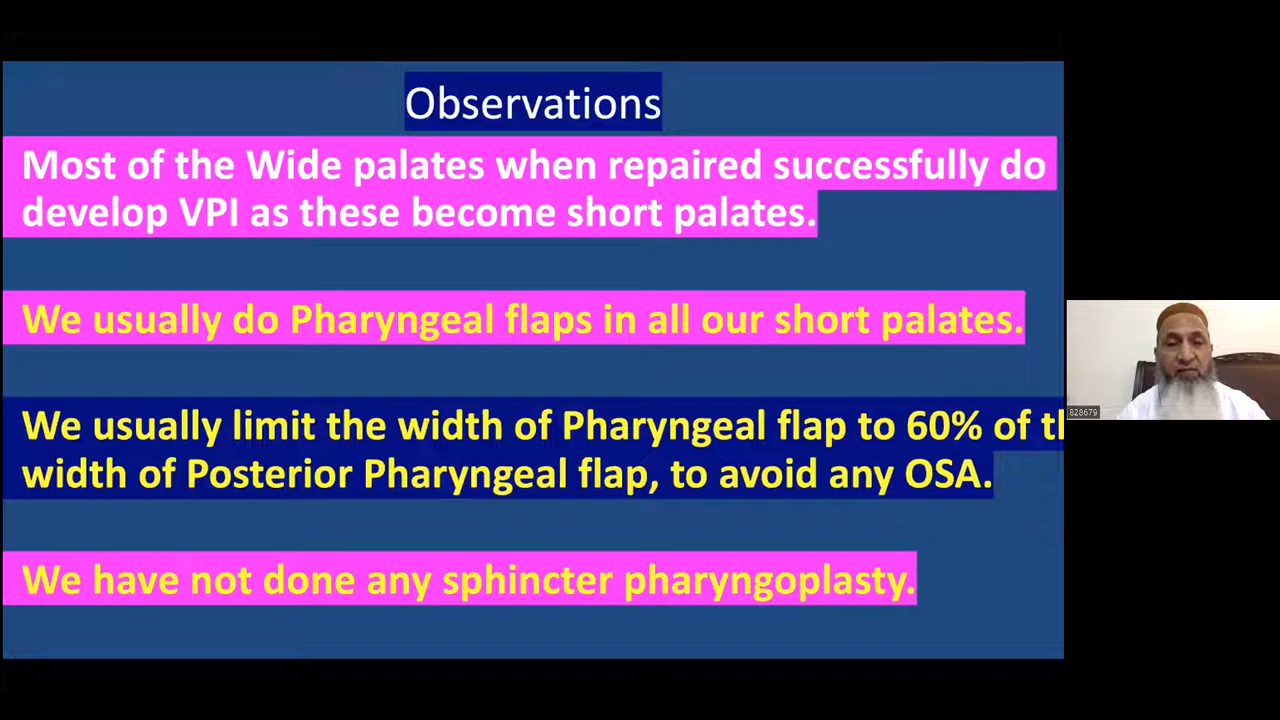 Observations
Most of the Wide palates when repaired successfully do
develop VPI as these become short palates.
We usually do Pharyngeal flaps in all our short palates.
We usually limit the width of Pharyngeal flap to 60% of
width of Posterior Pharyngeal flap, to avoid any OSA.
We have not done any sphincter pharyngoplasty.
828679